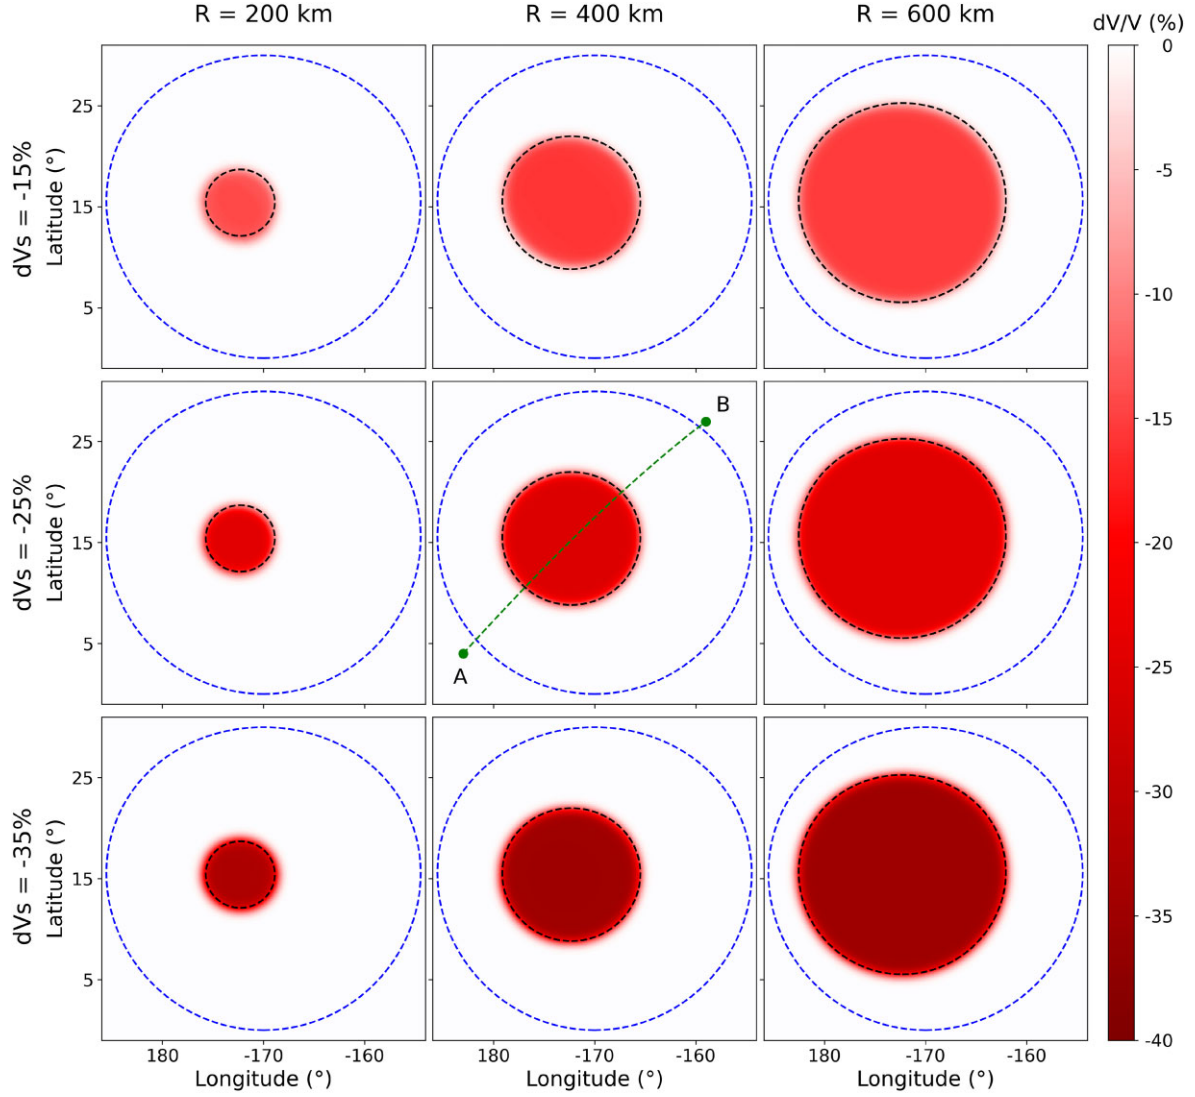 R = 200 km
R = 400 km
R = 600 km
dV/V (%)
dVs = -15%
Latitude (°)
25
15
5
dVs = -25%
Latitude (°)
25
15
5
A
B
dVs = -35%
Latitude (°)
25
15
5
180
-170
-160
Longitude (°)
180
-170
-160
Longitude (°)
180
-170
-160
Longitude (°)
0
-5
-10
-15
-20
-25
-30
-35
-40